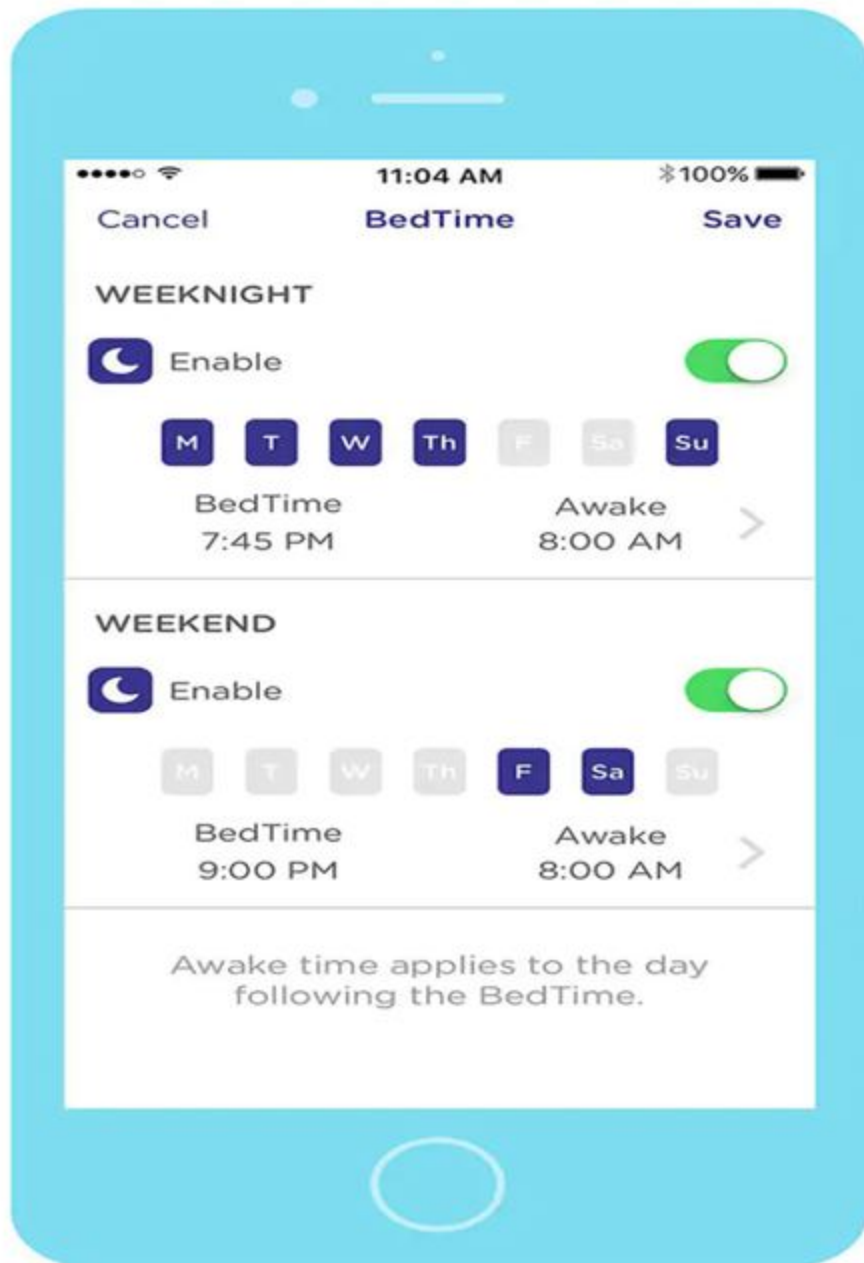 11:04 AM 100%
Cancel BedTime Save
WEEKNIGHT
Enable
M T W Th F Sa Su
BedTime Awake
7:45 PM 8:00 AM
WEEKEND
Enable
M T W Th F Sa Su
BedTime Awake
9:00 PM 8:00 AM
Awake time applies to the day
following the BedTime.